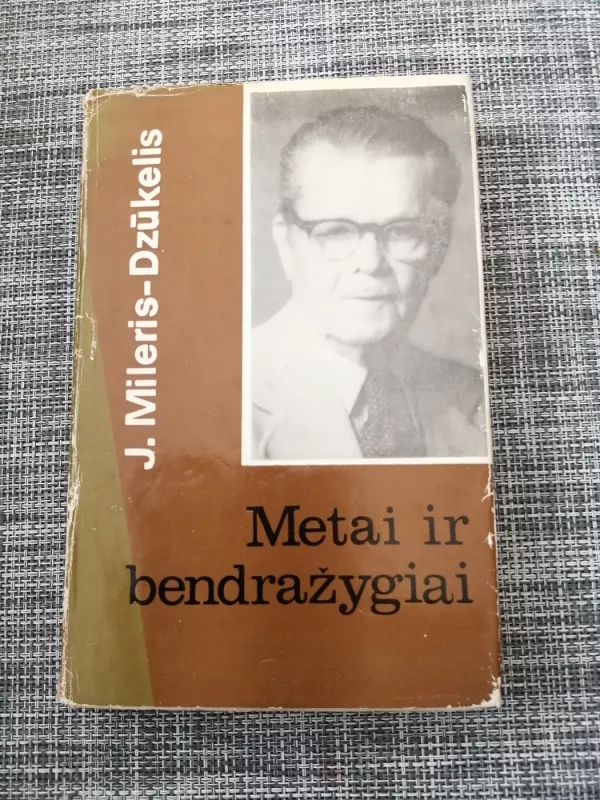 J. Mileris-Dzūkelis
Metai ir
bendražygiai